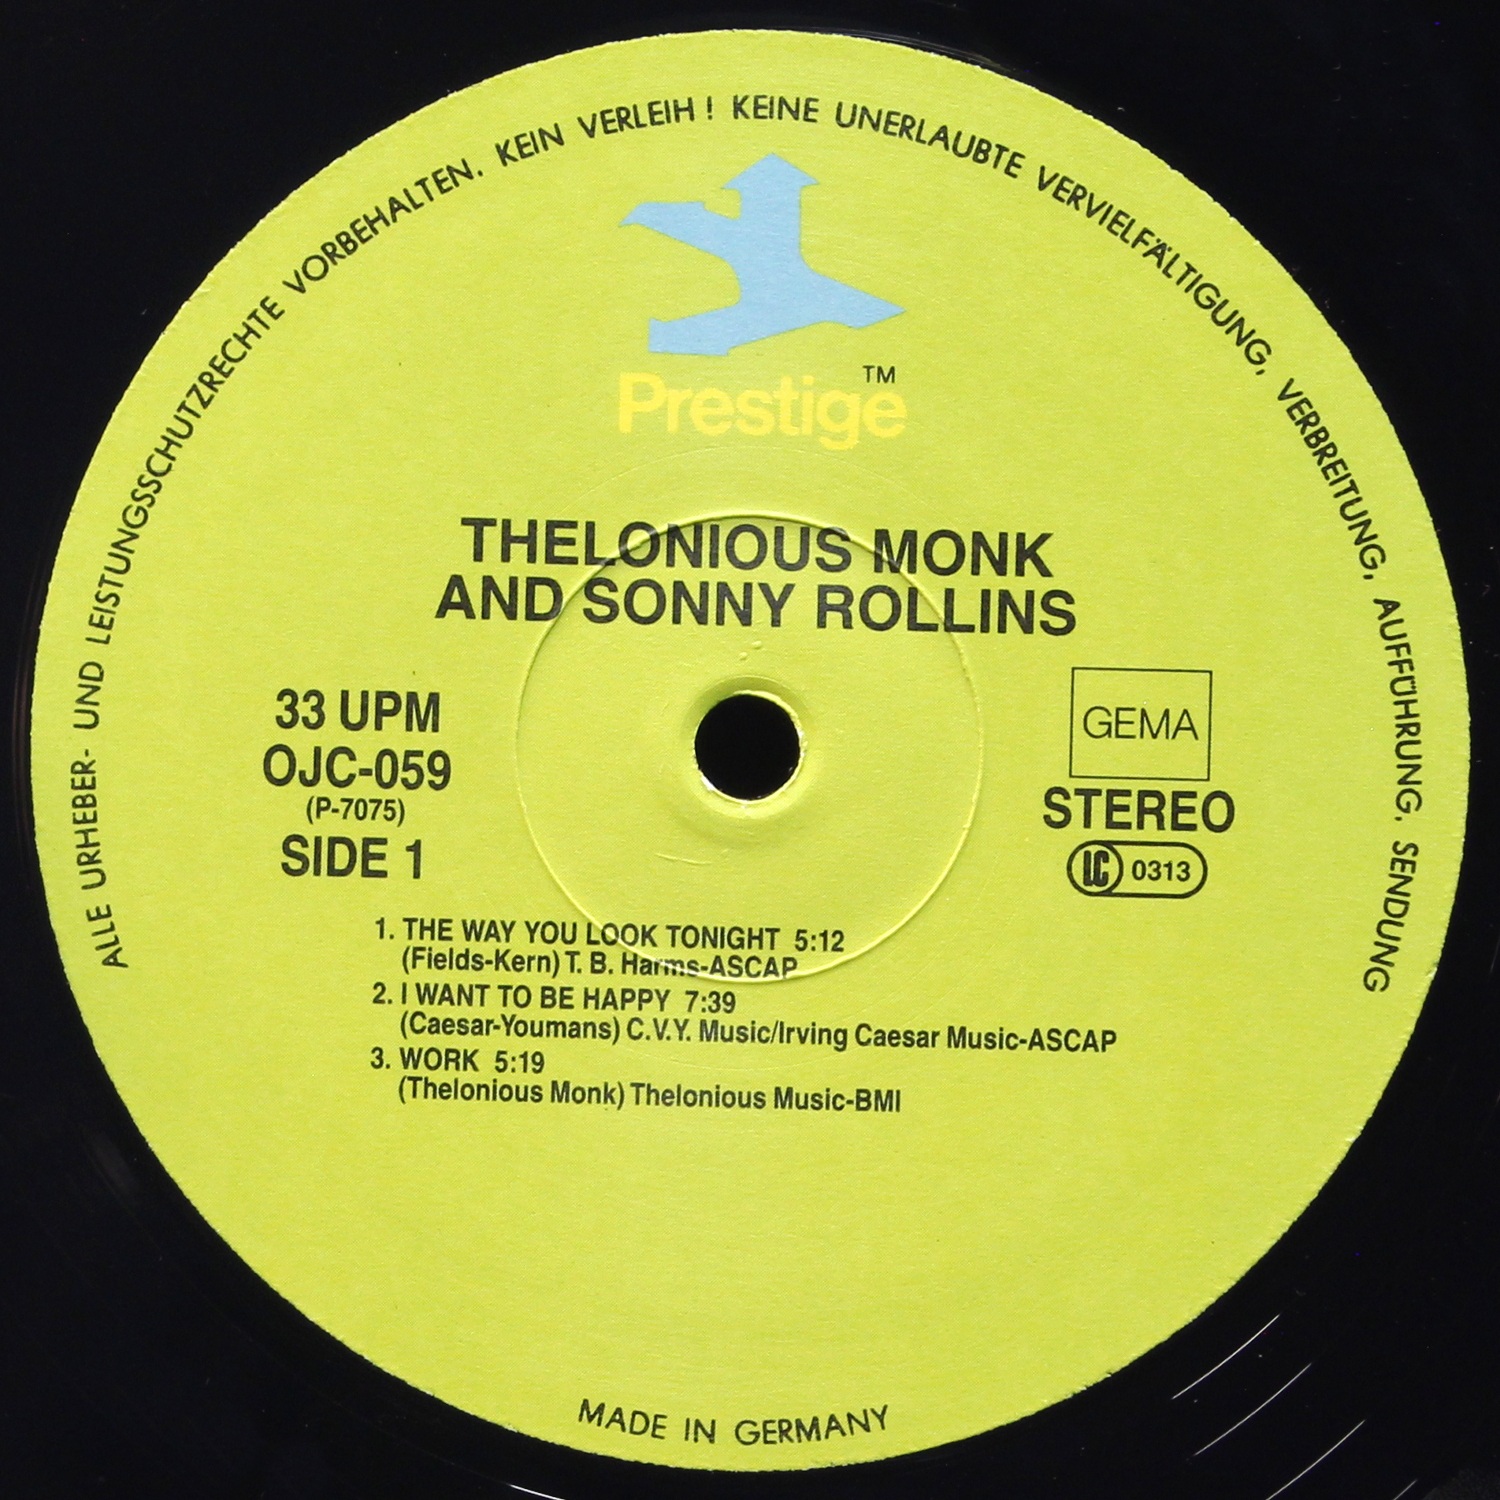 ALLE URHEBER- UND LEISTUNGSSCHUTZRECHTE VORBEHALTEN. KEIN VERLEIH! KEINE UNERLAUBTE VERVIELFÄLTIGUNG, VERBREITUNG, AUFFÜHRUNG, SENDUNG
Prestige™
THELONIOUS MONK
AND SONNY ROLLINS
33 UPM
OJC-059
(P-7075)
SIDE 1
GEMA
STEREO
LC 0313
1. THE WAY YOU LOOK TONIGHT 5:12
(Fields-Kern) T. B. Harms-ASCAP
2. I WANT TO BE HAPPY 7:39
(Caesar-Youmans) C.V.Y. Music/Irving Caesar Music-ASCAP
3. WORK 5:19
(Thelonious Monk) Thelonious Music-BMI
MADE IN GERMANY